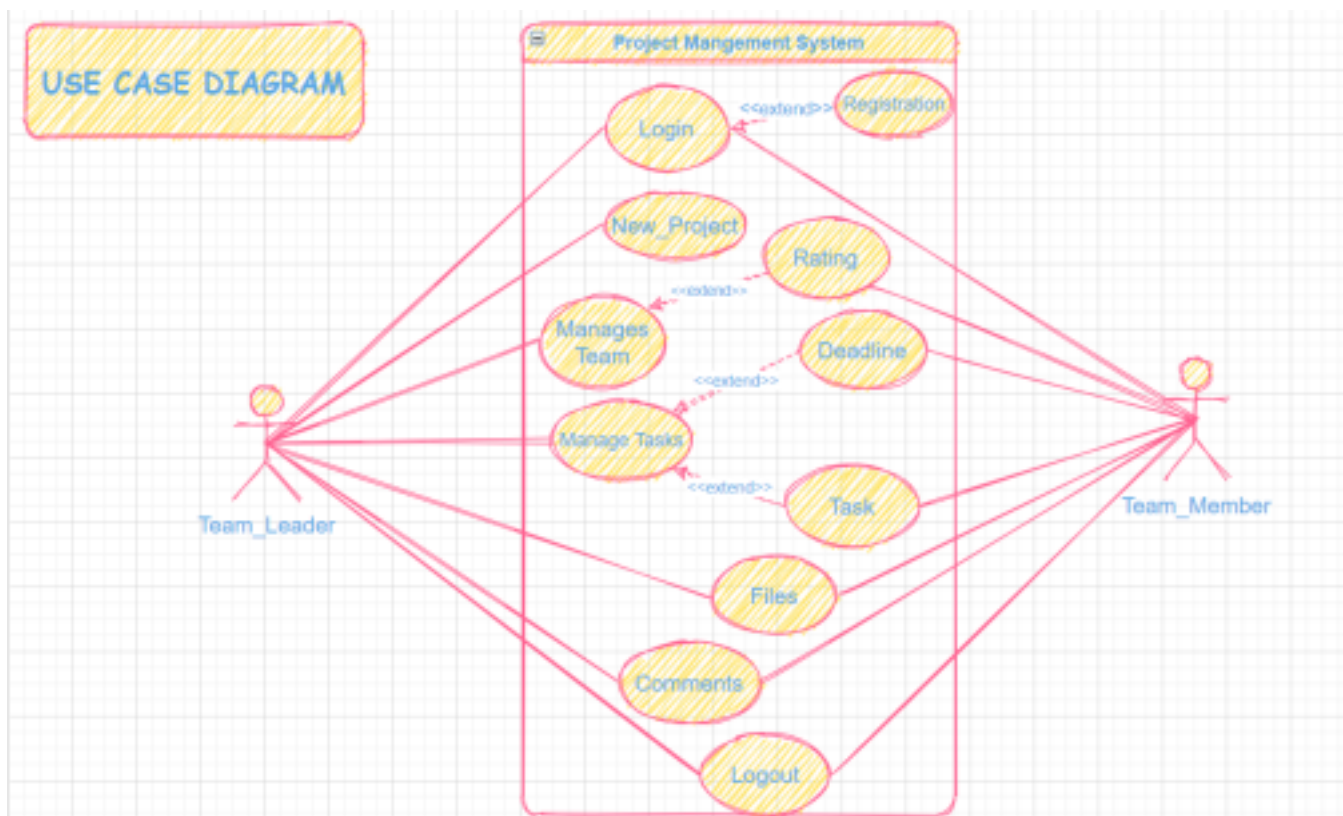 USE CASE DIAGRAM
Project Mangement System
Login
<<extend>>
Registration
New_Project
Rating
<<extend>>
Manages
Team
Deadline
<<extend>>
Manage Tasks
<<extend>>
Task
Team_Leader
Team_Member
Files
Comments
Logout